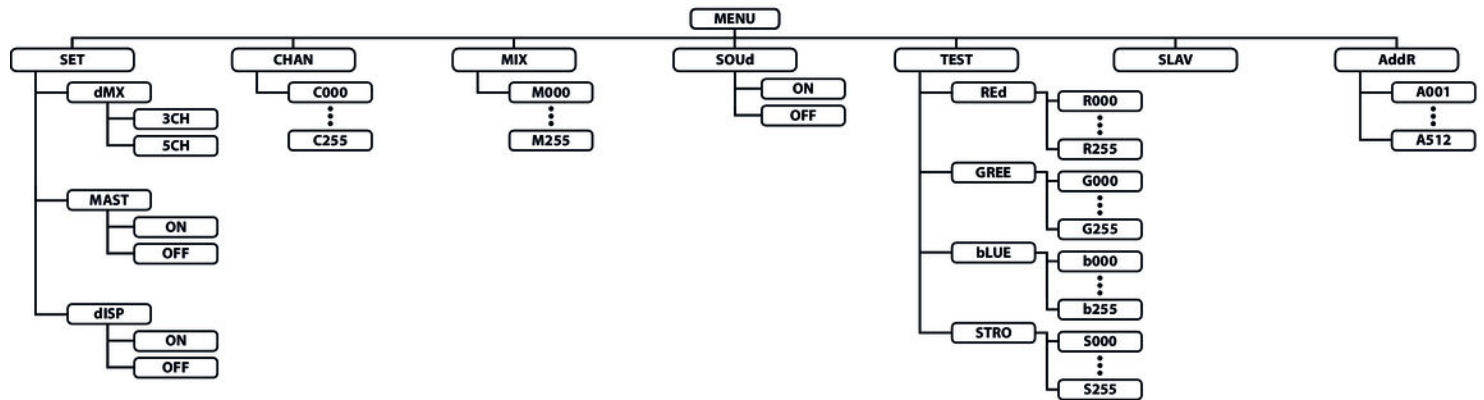 MENU
SET
CHAN
MIX
SOUd
TEST
SLAV
AddR
dMX
3CH
5CH
MAST
ON
OFF
dISP
ON
OFF
C000
C255
M000
M255
ON
OFF
REd
R000
R255
GREE
G000
G255
bLUE
b000
b255
STRO
S000
S255
A001
A512